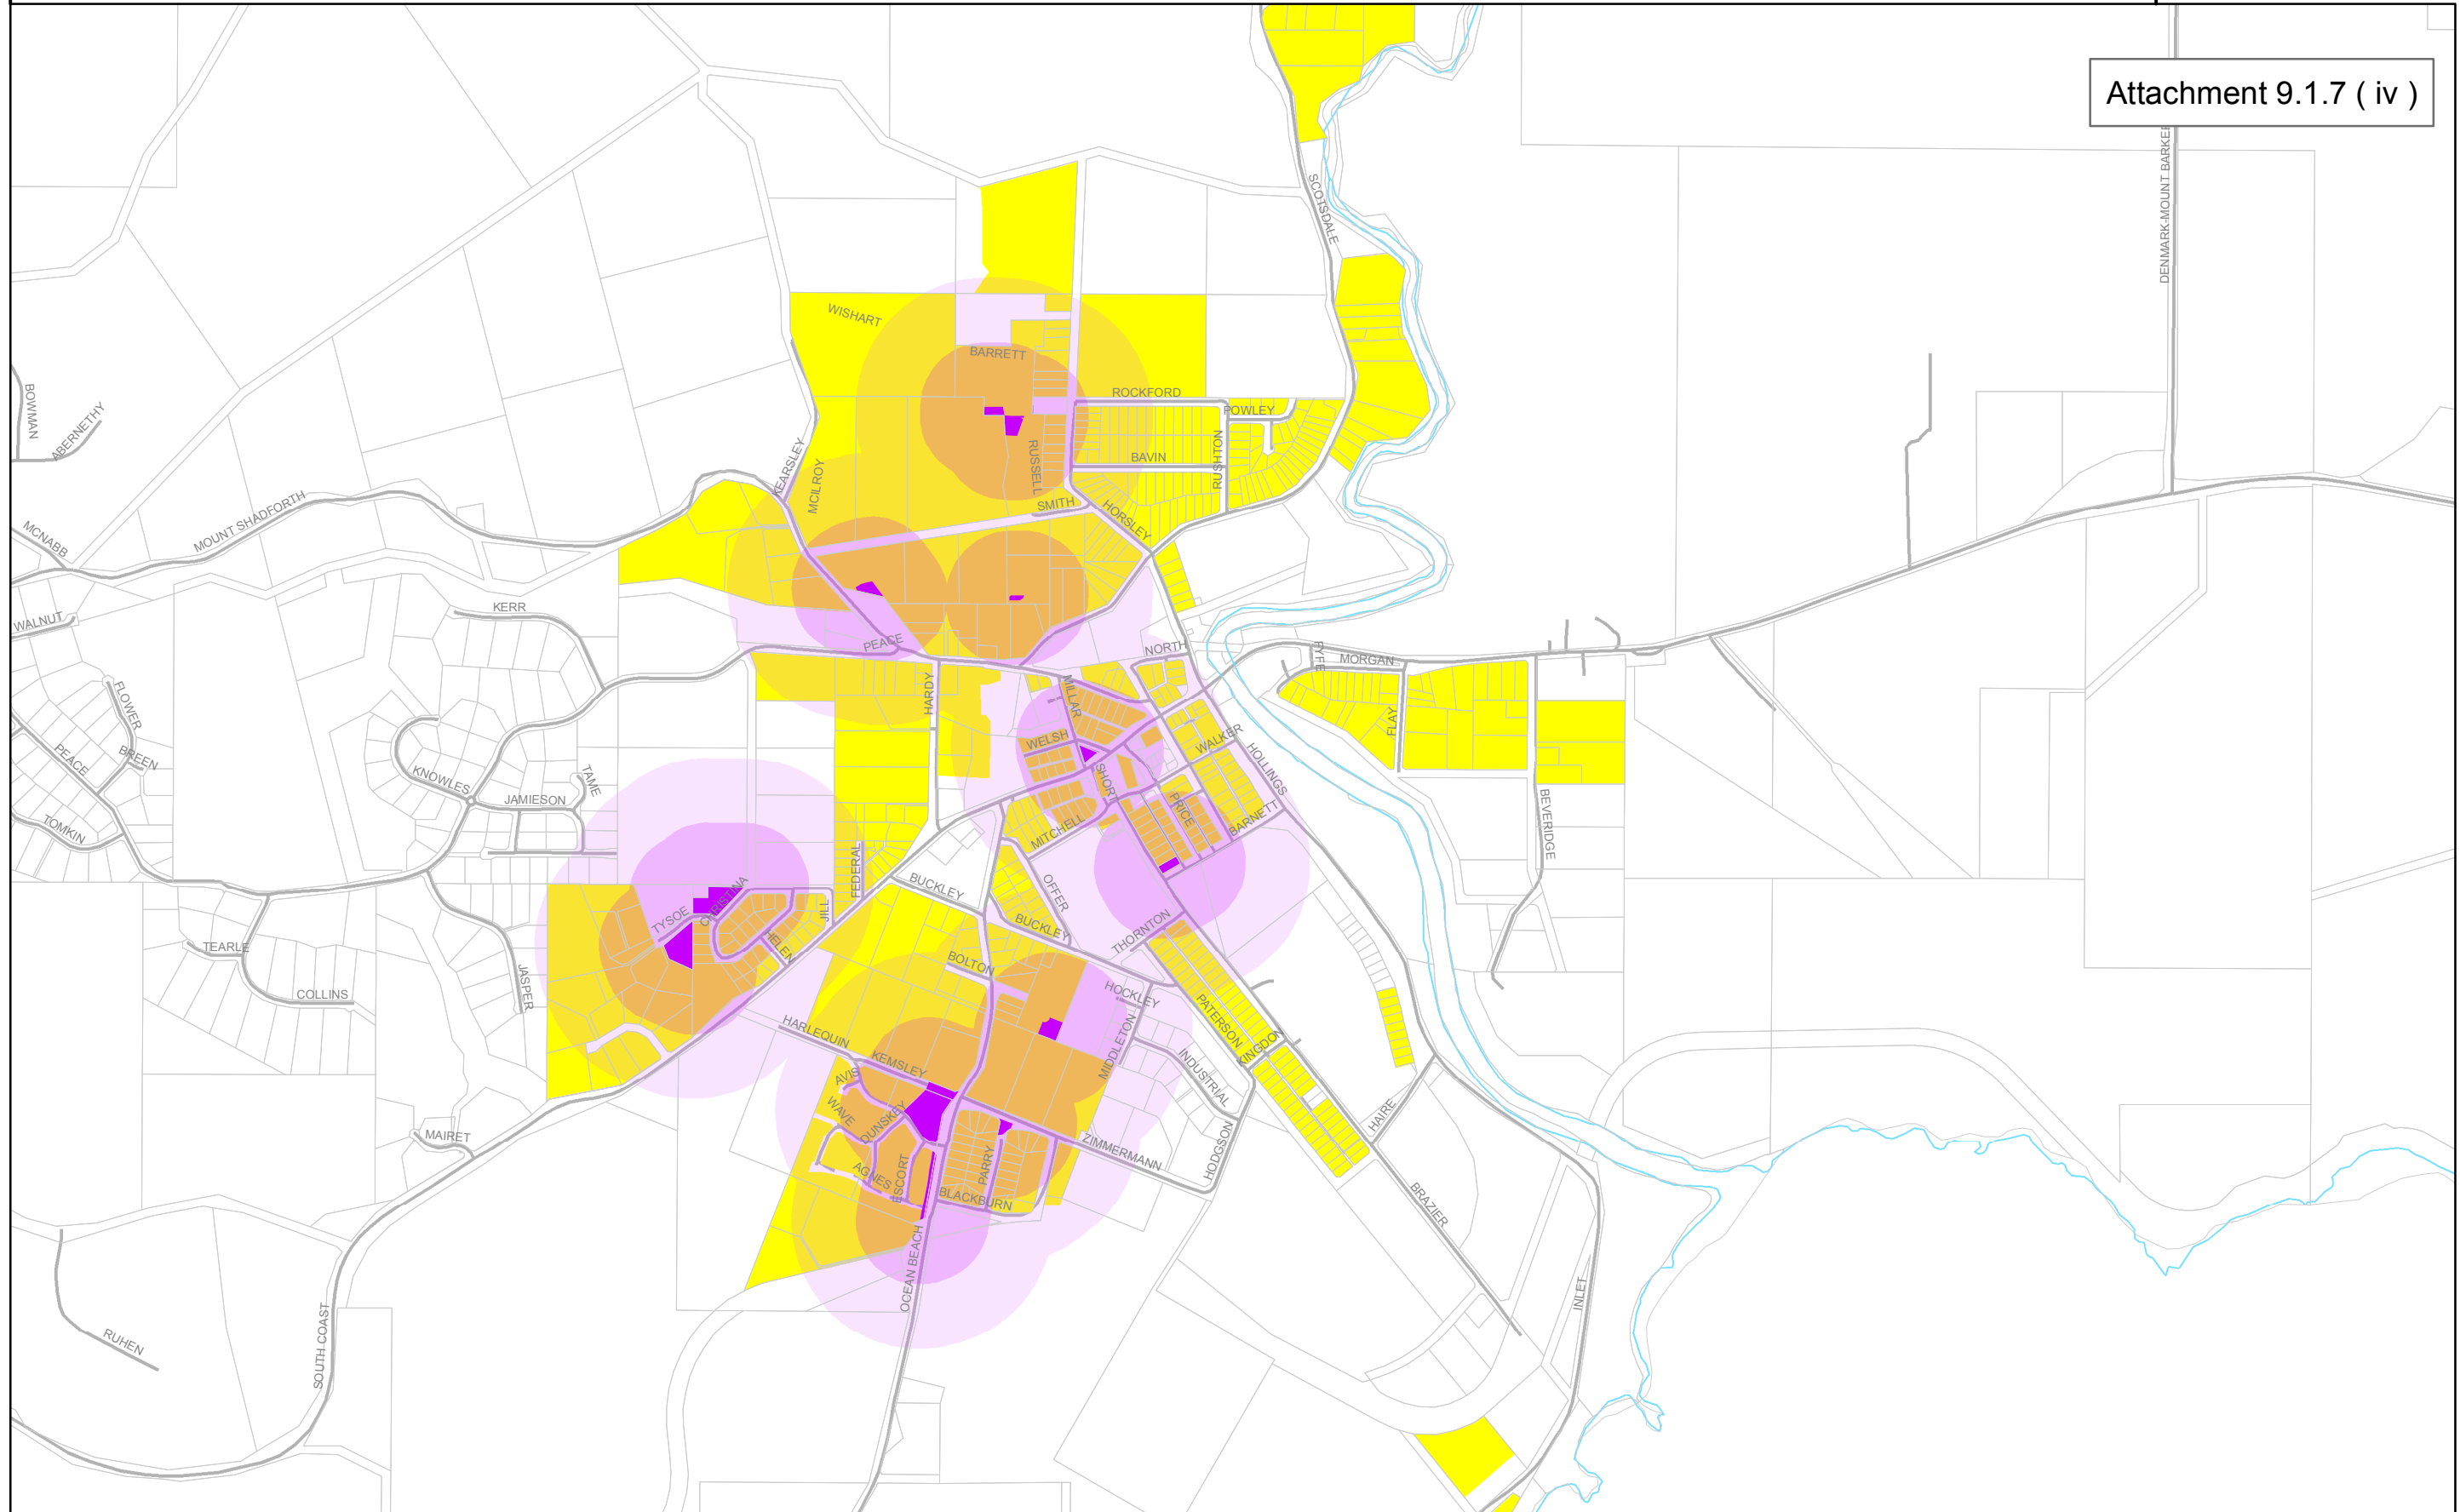 Attachment 9.1.7 ( iv )
DENMARK-MOUNT BARKER
SCOTSDALE
WISHART
BARRETT
BOWMAN
ABERNETHY
ROCKFORD
POWLEY
KEARSLEY
MCILROY
RUSSELL
BAVIN
RUSHTON
SMITH
HORSLEY
MOUNT SHADFORTH
MCNABB
WALNUT
KERR
PEACE
NORTH
FYFE
MORGAN
FLOWER
HARDY
MILLAR
FLAY
PEACE
BREEN
WELSH
WALKER
HOLLINGS
KNOWLES
TAME
JAMIESON
SHORT
PRICE
BARNETT
BEVERIDGE
TOMKIN
MITCHELL
FEDERAL
BUCKLEY
OFFER
TYSOE
CHRISTINA
JILL
HELEN
BUCKLEY
THORNTON
TEARLE
JASPER
COLLINS
BOLTON
HOCKLEY
PATERSON
HARLEQUIN
KEMSLEY
MIDDLETON
KINGDON
INDUSTRIAL
AVIS
WAVE
DUNSKEY
HAIRE
MAIRET
ZIMMERMANN
HODGSON
AGNES
ESCORT
PARRY
BLACKBURN
BRAZIER
OCEAN BEACH
INLET
SOUTH COAST
RUHEN